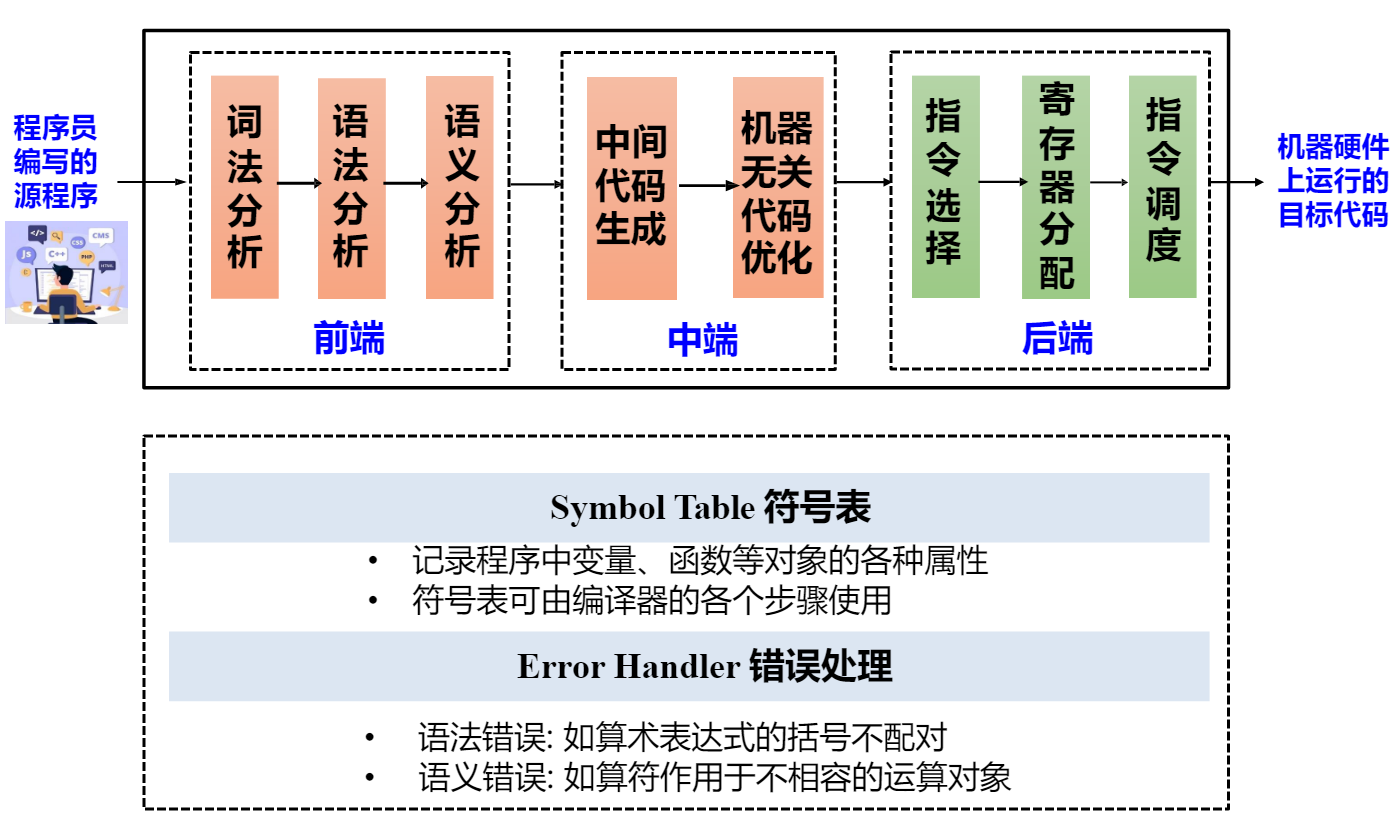 程序员
编写的
源程序
</>
CMS
CSS
Js
C++
PHP
HTML
词法分析
语法分析
语义分析
前端
中间
代码
生成
机器
无关
代码
优化
中端
指令选择
寄存器分配
指令调度
后端
机器硬件
上运行的
目标代码
Symbol Table 符号表
• 记录程序中变量、函数等对象的各种属性
• 符号表可由编译器的各个步骤使用
Error Handler 错误处理
• 语法错误: 如算术表达式的括号不配对
• 语义错误: 如算符作用于不相容的运算对象